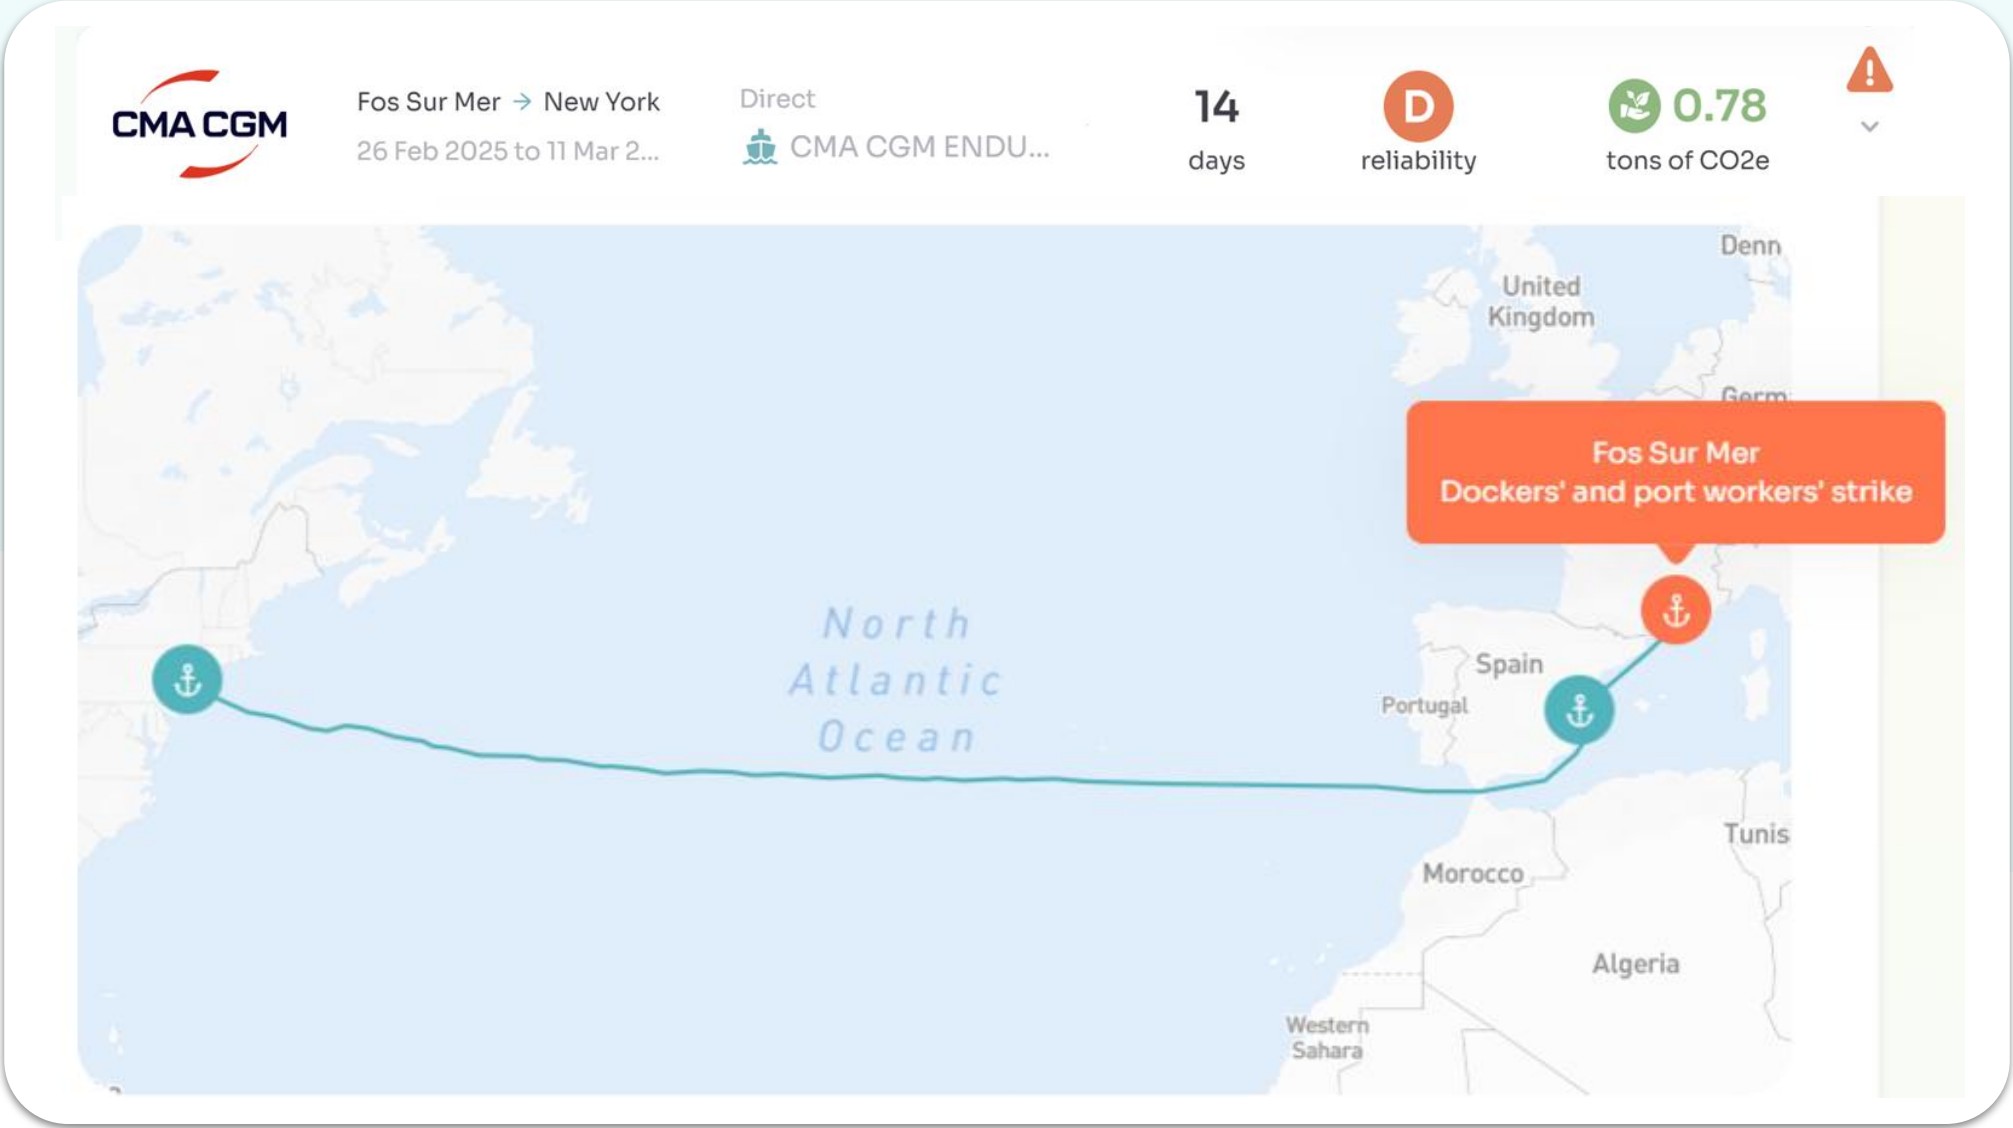 CMA CGM
Fos Sur Mer → New York
26 Feb 2025 to 11 Mar 2...
Direct
CMA CGM ENDU...
14
days
D
reliability
0.78
tons of CO2e
Denn
United
Kingdom
Germ
Fos Sur Mer
Dockers' and port workers' strike
North
Atlantic
Ocean
Spain
Portugal
Tunis
Morocco
Algeria
Western
Sahara